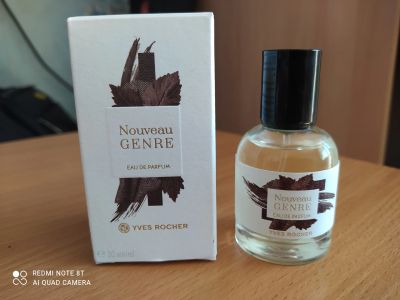 Nouveau
GENRE
EAU DE PARFUM
YVES ROCHER
Nouveau
GENRE
EAU DE PARFUM
YVES ROCHER
REDMI NOTE 8T
AI QUAD CAMERA